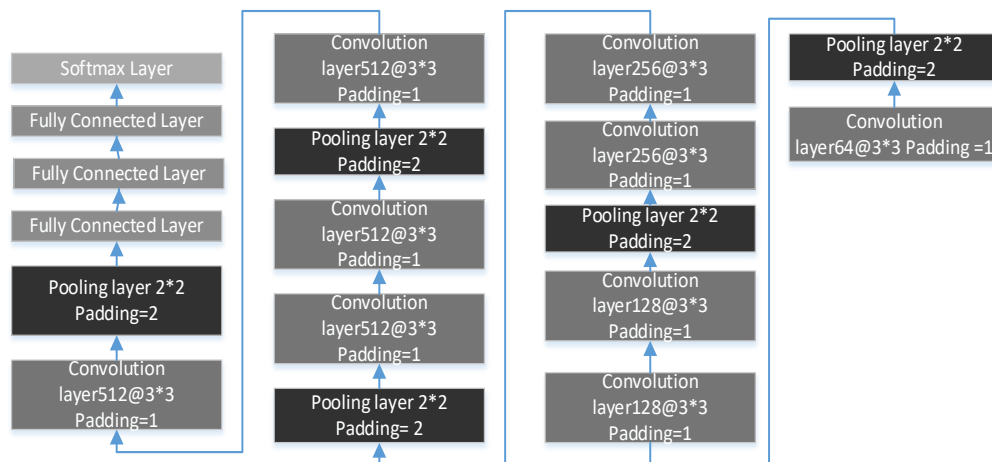 Softmax Layer
Fully Connected Layer
Fully Connected Layer
Fully Connected Layer
Pooling layer 2*2
Padding=2
Convolution
layer512@3*3
Padding=1
Convolution
layer512@3*3
Padding=1
Pooling layer 2*2
Padding=2
Convolution
layer512@3*3
Padding=1
Convolution
layer512@3*3
Padding=1
Pooling layer 2*2
Padding= 2
Convolution
layer256@3*3
Padding=1
Convolution
layer256@3*3
Padding=1
Pooling layer 2*2
Padding=2
Convolution
layer128@3*3
Padding=1
Convolution
layer128@3*3
Padding=1
Pooling layer 2*2
Padding=2
Convolution
layer64@3*3 Padding =1